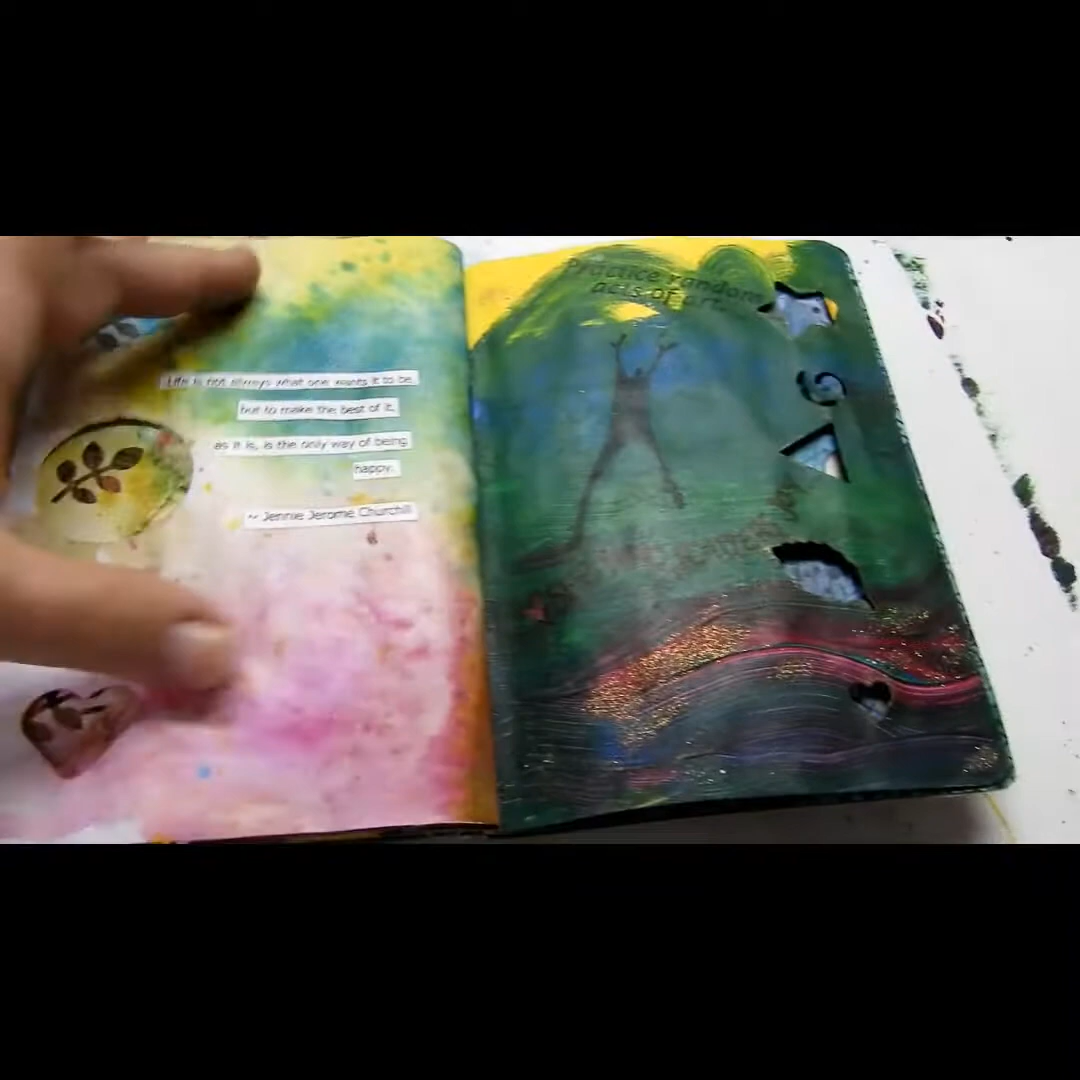 Life is not always what one wants it to be,
but to make the best of it,
as it is, is the only way of being
happy.
~ Jennie Jerome Churchill
Practice random
acts of art.